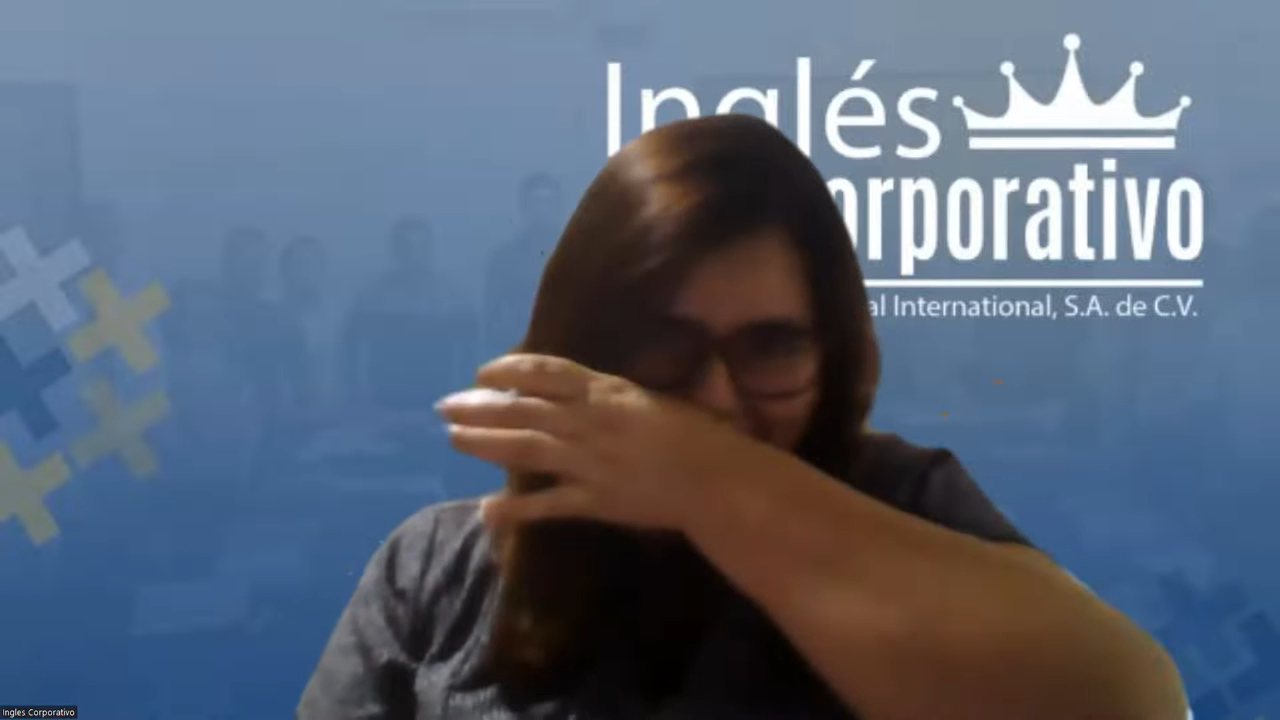 Inglés
orporativo
al International, S.A. de C.V.
Ingles Corporativo